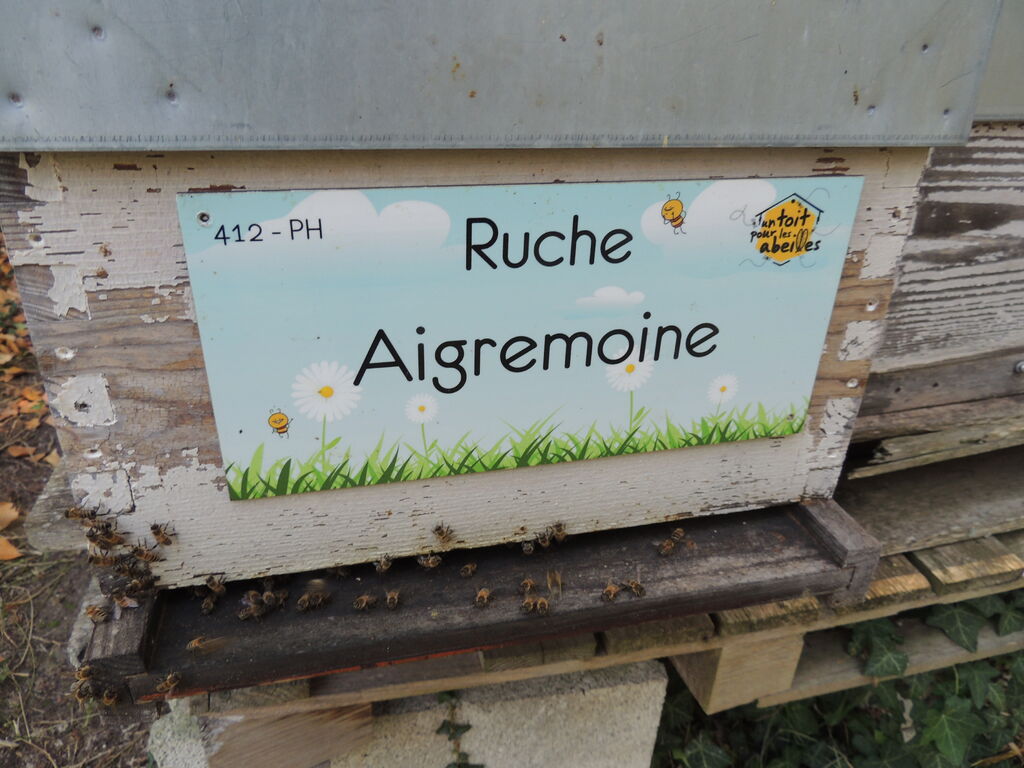 412 - PH
Ruche
Aigremoine
un toit
pour les
abeilles